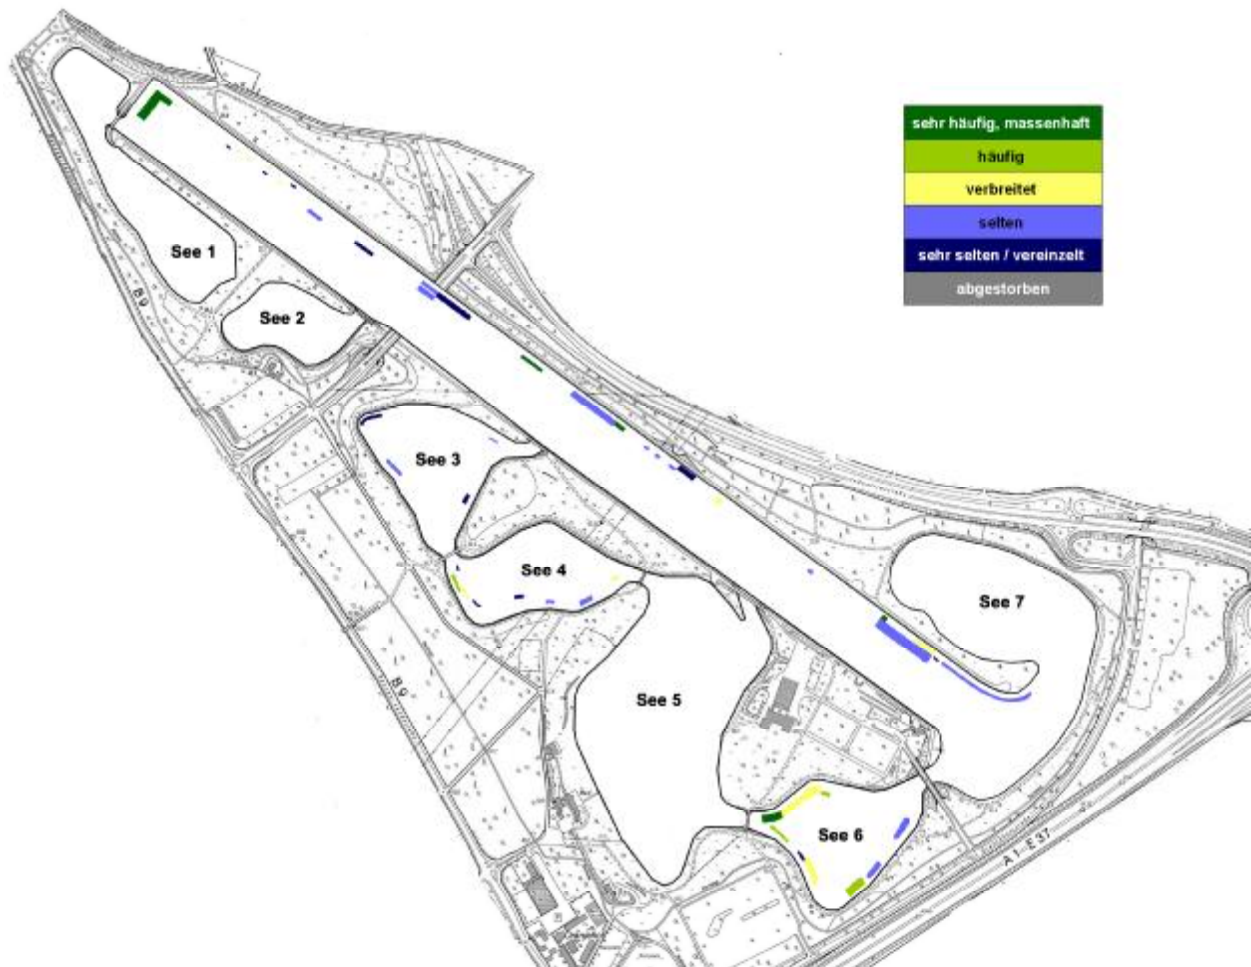 sehr häufig, massenhaft
häufig
verbreitet
selten
sehr selten / vereinzelt
abgestorben
See 1
B 9
See 2
See 3
See 4
See 7
B 9
See 5
See 6
A 1 - E 37